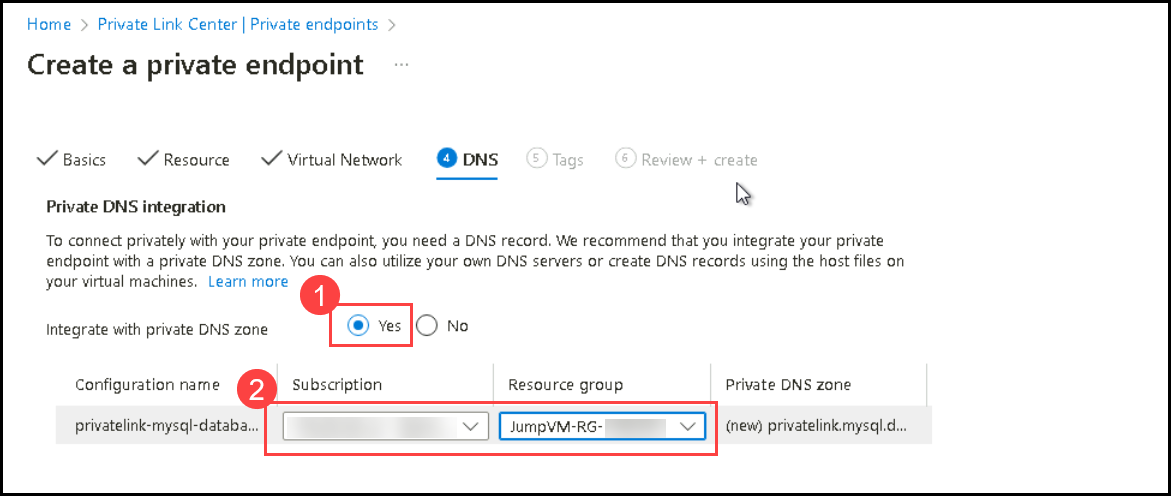 Home > Private Link Center | Private endpoints >
Create a private endpoint ...
Basics Resource Virtual Network 4 DNS 5 Tags 6 Review + create
Private DNS integration
To connect privately with your private endpoint, you need a DNS record. We recommend that you integrate your private
endpoint with a private DNS zone. You can also utilize your own DNS servers or create DNS records using the host files on
your virtual machines. Learn more
1
Integrate with private DNS zone Yes No
Configuration name 2 Subscription Resource group Private DNS zone
privatelink-mysql-databa... JumpVM-RG- (new) privatelink.mysql.d...